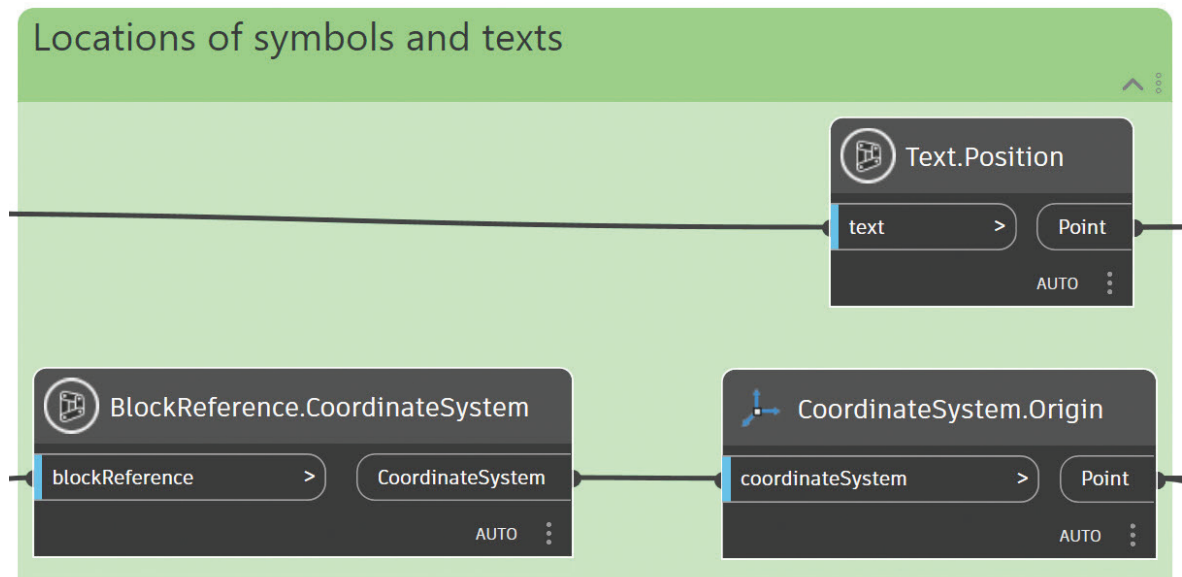 Locations of symbols and texts
Text.Position
text > Point
AUTO
BlockReference.CoordinateSystem
blockReference > CoordinateSystem
AUTO
CoordinateSystem.Origin
coordinateSystem > Point
AUTO